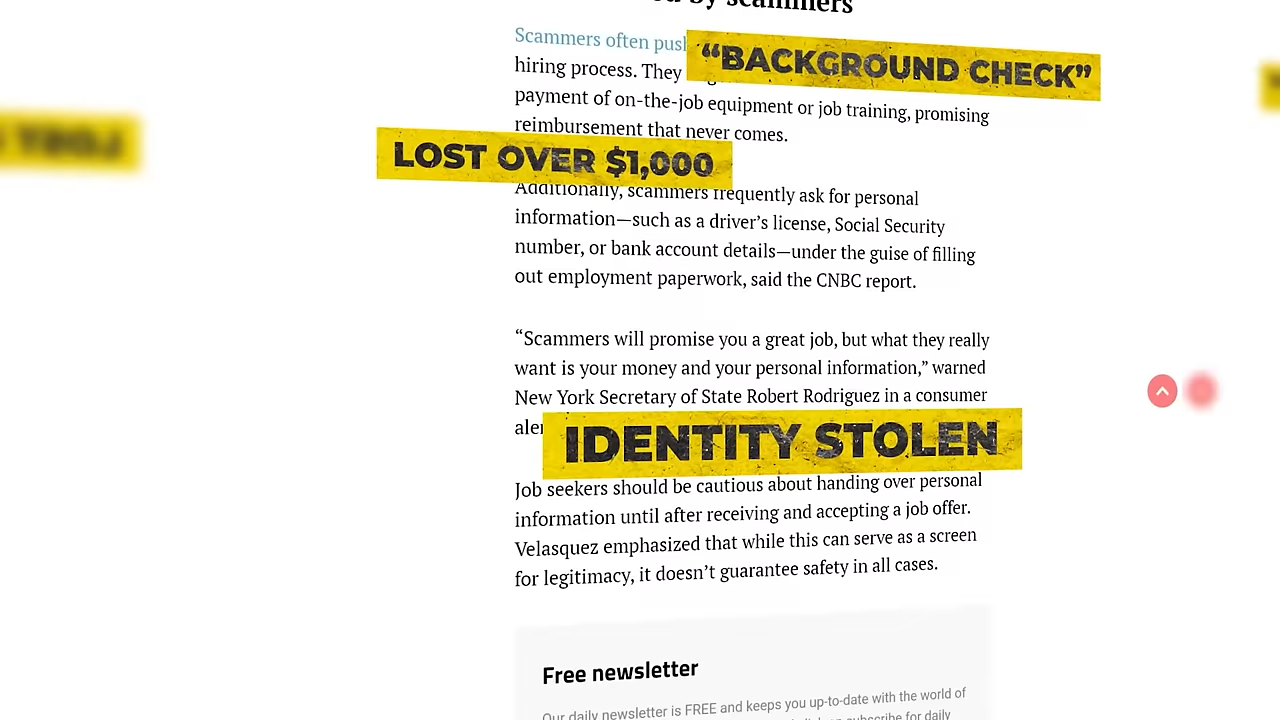 by scammers
Scammers often
"BACKGROUND CHECK"
hiring process. They
payment of on-the-job equipment or job training, promising
reimbursement that never comes.
LOST OVER $1,000
Additionally, scammers frequently ask for personal
information—such as a driver's license, Social Security
number, or bank account details—under the guise of filling
out employment paperwork, said the CNBC report.
"Scammers will promise you a great job, but what they really
want is your money and your personal information," warned
New York Secretary of State Robert Rodriguez in a consumer
IDENTITY STOLEN
Job seekers should be cautious about handing over personal
information until after receiving and accepting a job offer.
Velasquez emphasized that while this can serve as a screen
for legitimacy, it doesn't guarantee safety in all cases.
Free newsletter
Our daily newsletter is FREE and keeps you up-to-date with the world of
subscribe for daily